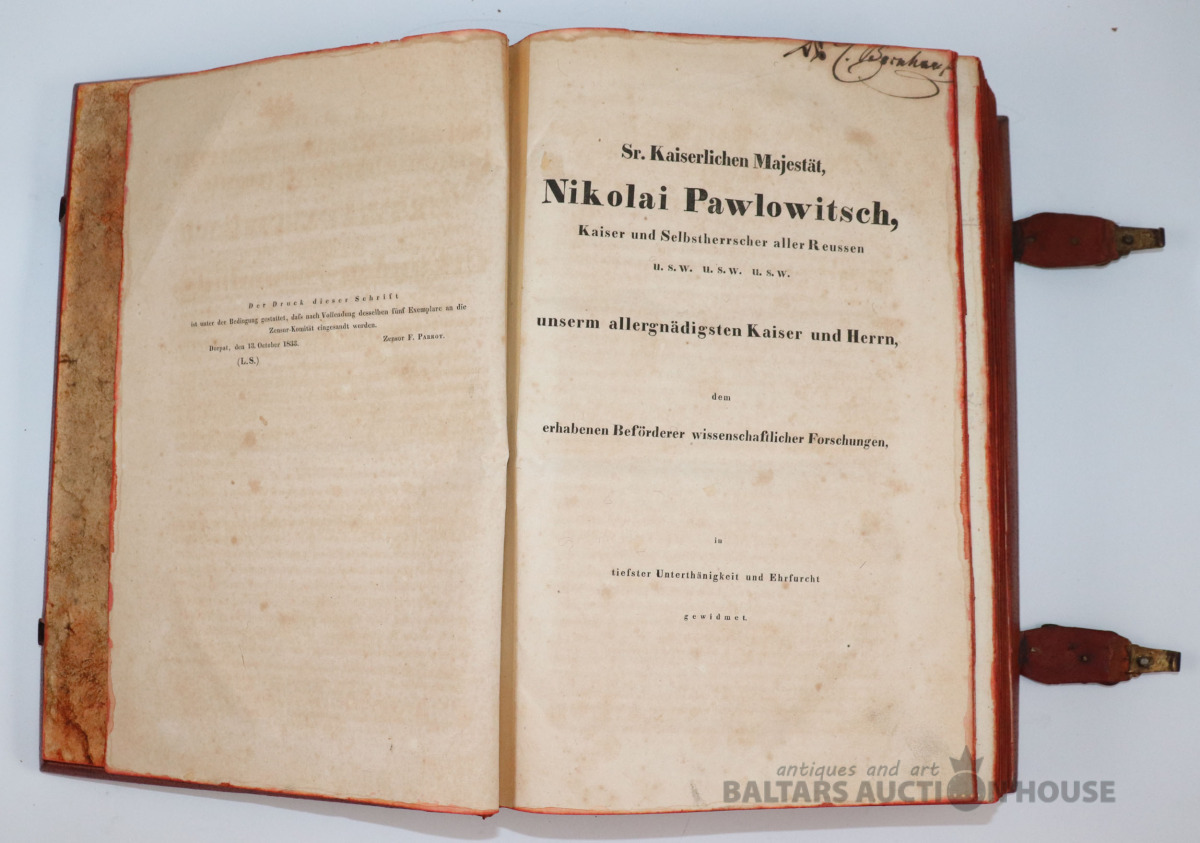 Der Druck dieser Schrift
ist unter der Bedingung gestattet, daſs nach Vollendung desselben fünf Exemplare an die
Zensur-Komität eingesandt werden.
Dorpat, den 13. October 1833.
Zensor F. Parrot.
(L.S.)
Sr. Kaiserlichen Majestät,
Nikolai Pawlowitsch,
Kaiser und Selbstherrscher aller Reussen
u. s. w. u. s. w. u. s. w.
unserm allergnädigsten Kaiser und Herrn,
dem
erhabenen Beförderer wissenschaftlicher Forschungen,
in
tiefster Unterthänigkeit und Ehrfurcht
gewidmet.
antiques and art
BALTARS AUCTION HOUSE